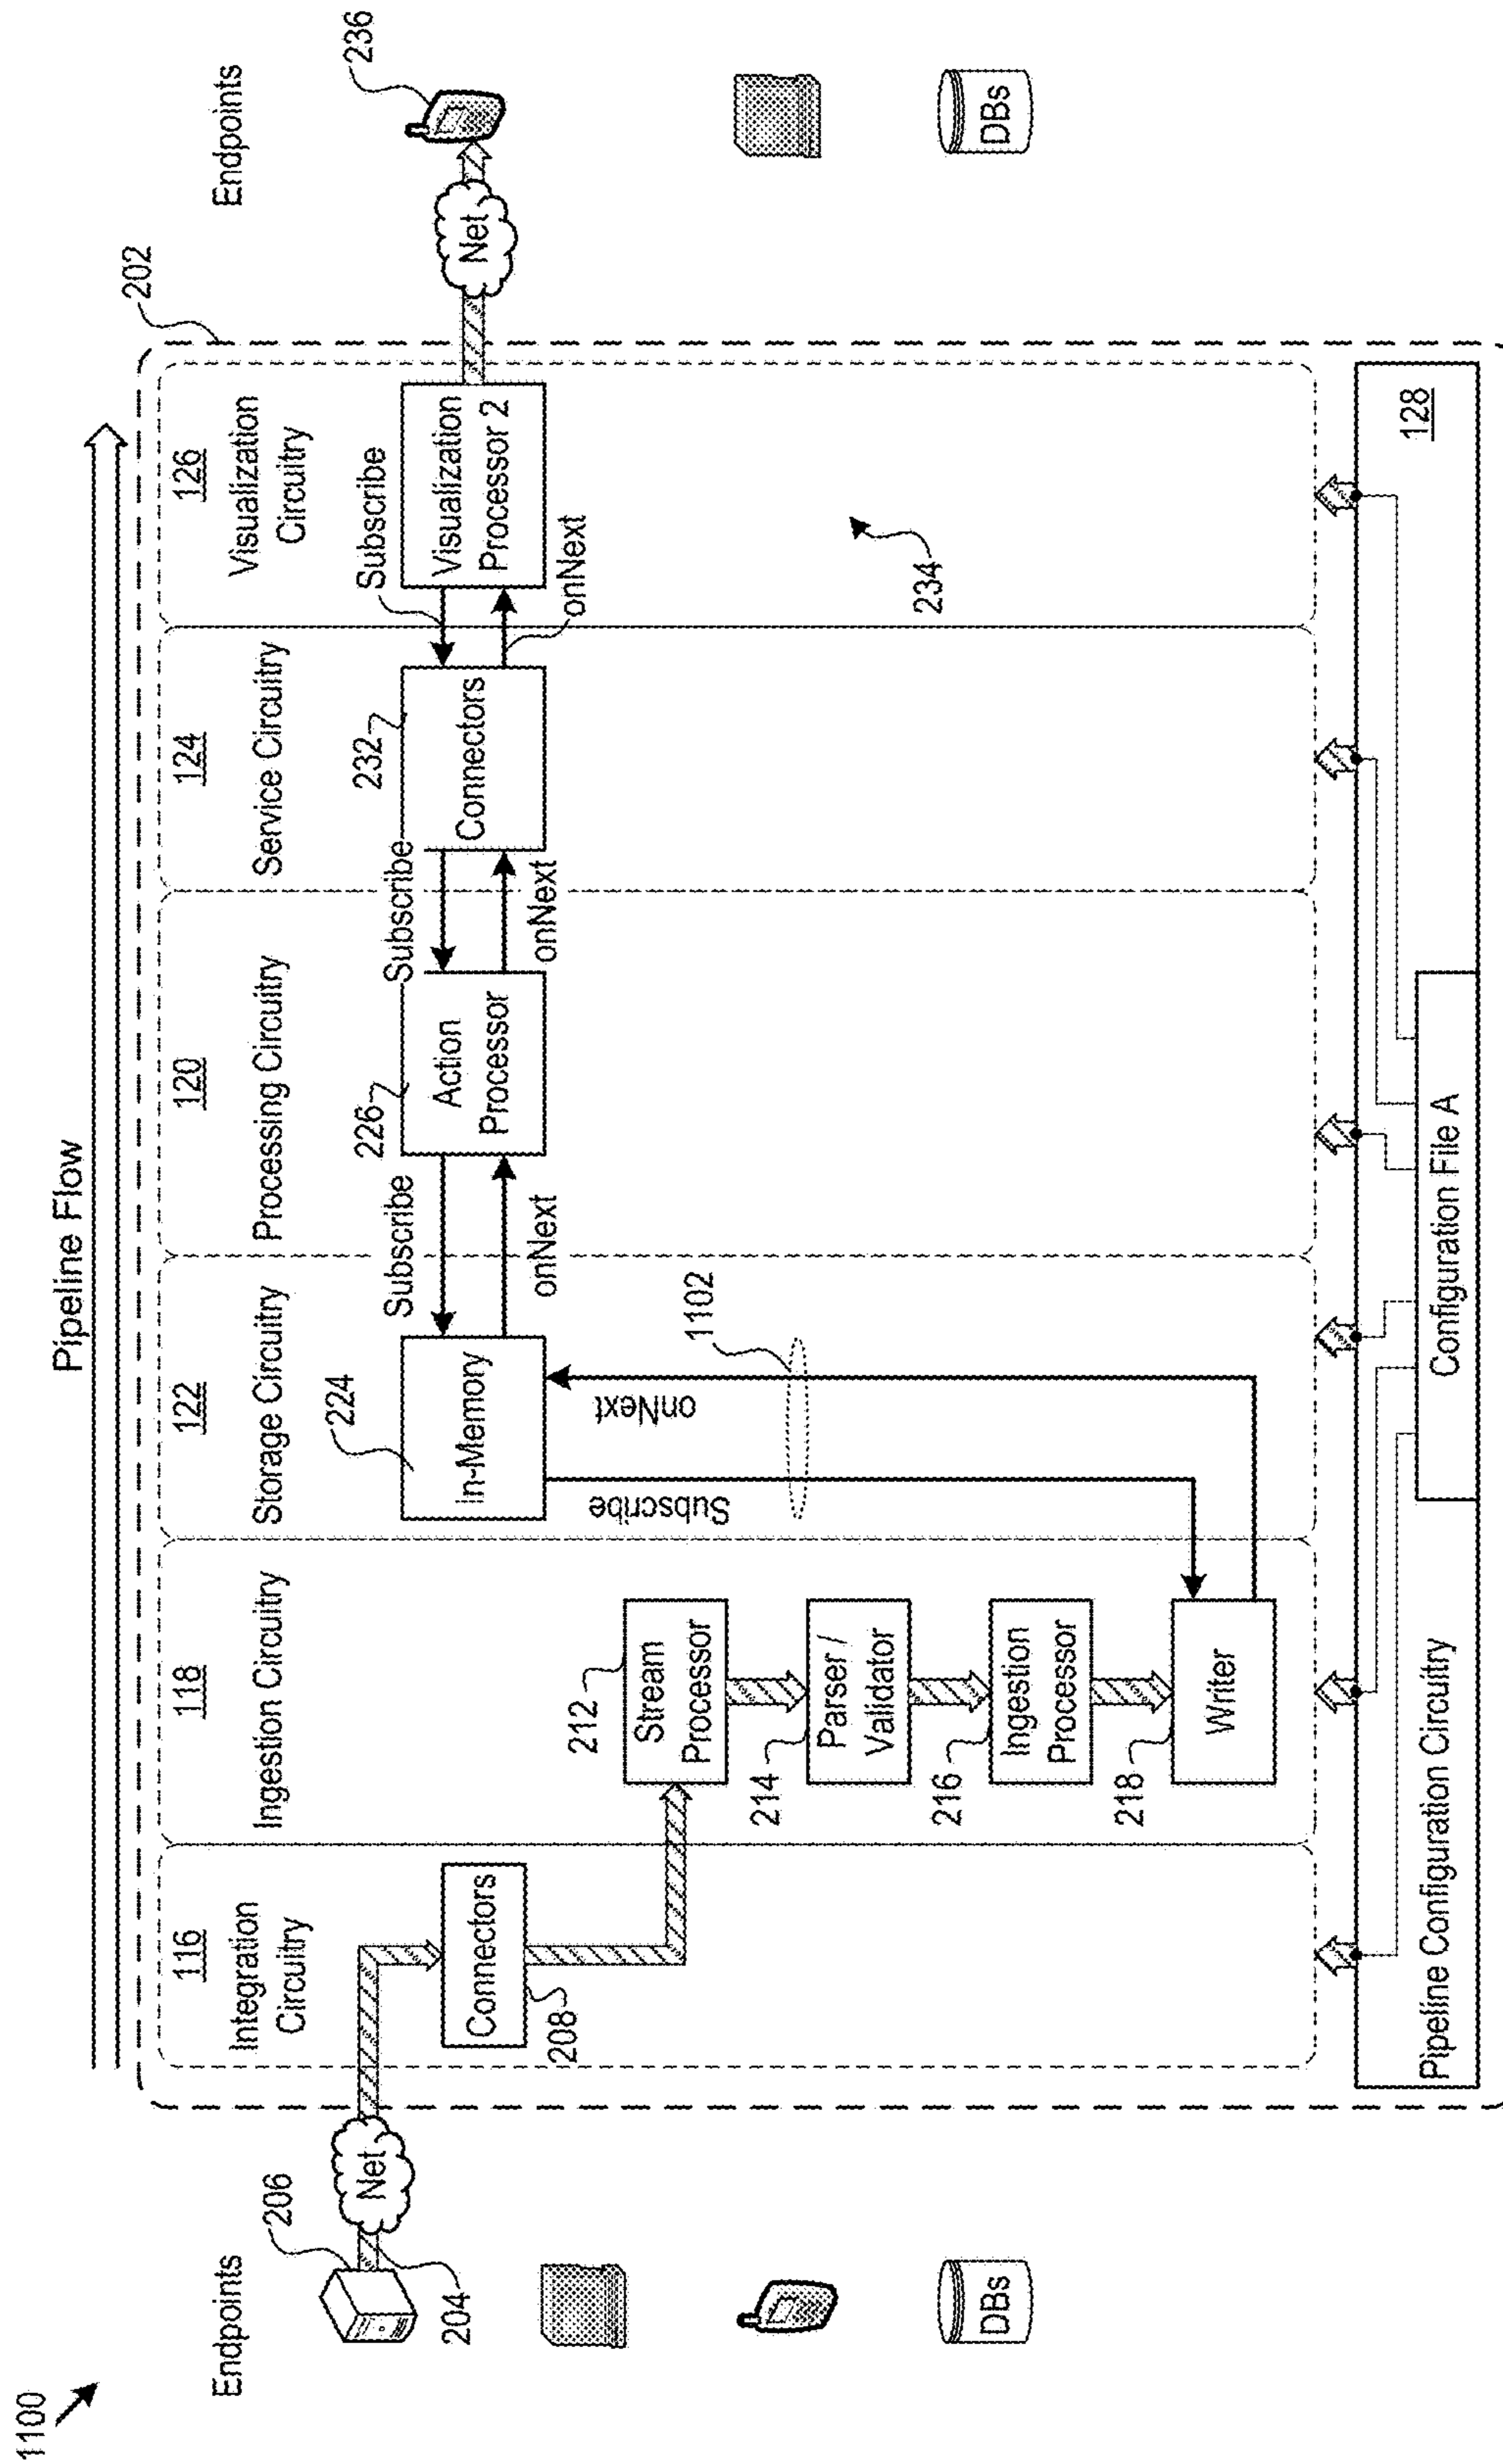 1100
Pipeline Flow
202
Endpoints
206
204
Net
DBs
116
Integration
Circuitry
Connectors
208
118
Ingestion Circuitry
212
Stream
Processor
214
Parser /
Validator
216
Ingestion
Processor
218
Writer
122
Storage Circuitry
224
In-Memory
Subscribe
onNext
1102
Subscribe
onNext
120
Processing Circuitry
226
Action
Processor
Subscribe
onNext
124
Service Circuitry
232
Connectors
Subscribe
onNext
126
Visualization
Circuitry
Visualization
Processor 2
234
Endpoints
236
Net
DBs
Pipeline Configuration Circuitry
Configuration File A
128